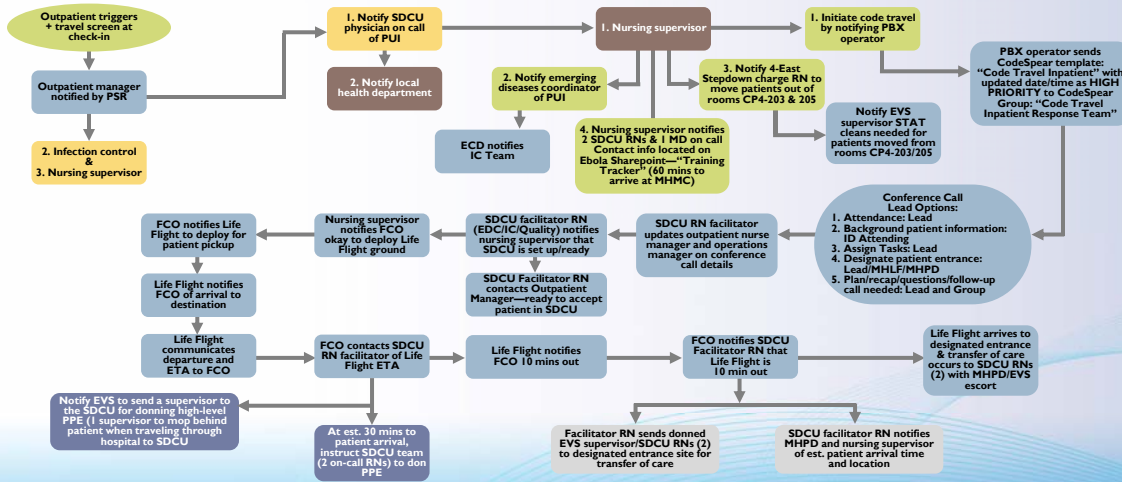 Outpatient triggers
+ travel screen at
check-in
1. Notify SDCU
physician on call
of PUI
1. Nursing supervisor
1. Initiate code travel
by notifying PBX
operator
PBX operator sends
CodeSpear template:
“Code Travel Inpatient” with
updated date/time as HIGH
PRIORITY to CodeSpear
Group: “Code Travel
Inpatient Response Team”
Outpatient manager
notified by PSR
2. Notify local
health department
2. Notify emerging
diseases coordinator
of PUI
3. Notify 4-East
Stepdown charge RN to
move patients out of
rooms CP4-203 & 205
Notify EVS
supervisor STAT
cleans needed for
patients moved from
rooms CP4-203/205
2. Infection control
&
3. Nursing supervisor
ECD notifies
IC Team
4. Nursing supervisor notifies
2 SDCU RNs & 1 MD on call
Contact info located on
Ebola Sharepoint—“Training
Tracker” (60 mins to
arrive at MHMC)
Conference Call
Lead Options:
1. Attendance: Lead
2. Background patient information:
ID Attending
3. Assign Tasks: Lead
4. Designate patient entrance:
Lead/MHLF/MHPD
5. Plan/recap/questions/follow-up
call needed: Lead and Group
SDCU RN facilitator
updates outpatient nurse
manager and operations
manager on conference
call details
SDCU facilitator RN
(EDC/IC/Quality) notifies
nursing supervisor that
SDCU is set up/ready
Nursing supervisor
notifies FCO
okay to deploy Life
Flight ground
FCO notifies Life
Flight to deploy for
patient pickup
SDCU Facilitator RN
contacts Outpatient
Manager—ready to accept
patient in SDCU
Life Flight notifies
FCO of arrival to
destination
Life Flight
communicates
departure and
ETA to FCO
FCO contacts SDCU
RN facilitator of Life
Flight ETA
Life Flight notifies
FCO 10 mins out
FCO notifies SDCU
Facilitator RN that
Life Flight is
10 min out
Life Flight arrives to
designated entrance
& transfer of care
occurs to SDCU RNs
(2) with MHPD/EVS
escort
Notify EVS to send a supervisor to
the SDCU for donning high-level
PPE (1 supervisor to mop behind
patient when traveling through
hospital to SDCU
At est. 30 mins to
patient arrival,
instruct SDCU team
(2 on-call RNs) to don
PPE
Facilitator RN sends donned
EVS supervisor/SDCU RNs (2)
to designated entrance site for
transfer of care
SDCU facilitator RN notifies
MHPD and nursing supervisor
of est. patient arrival time
and location